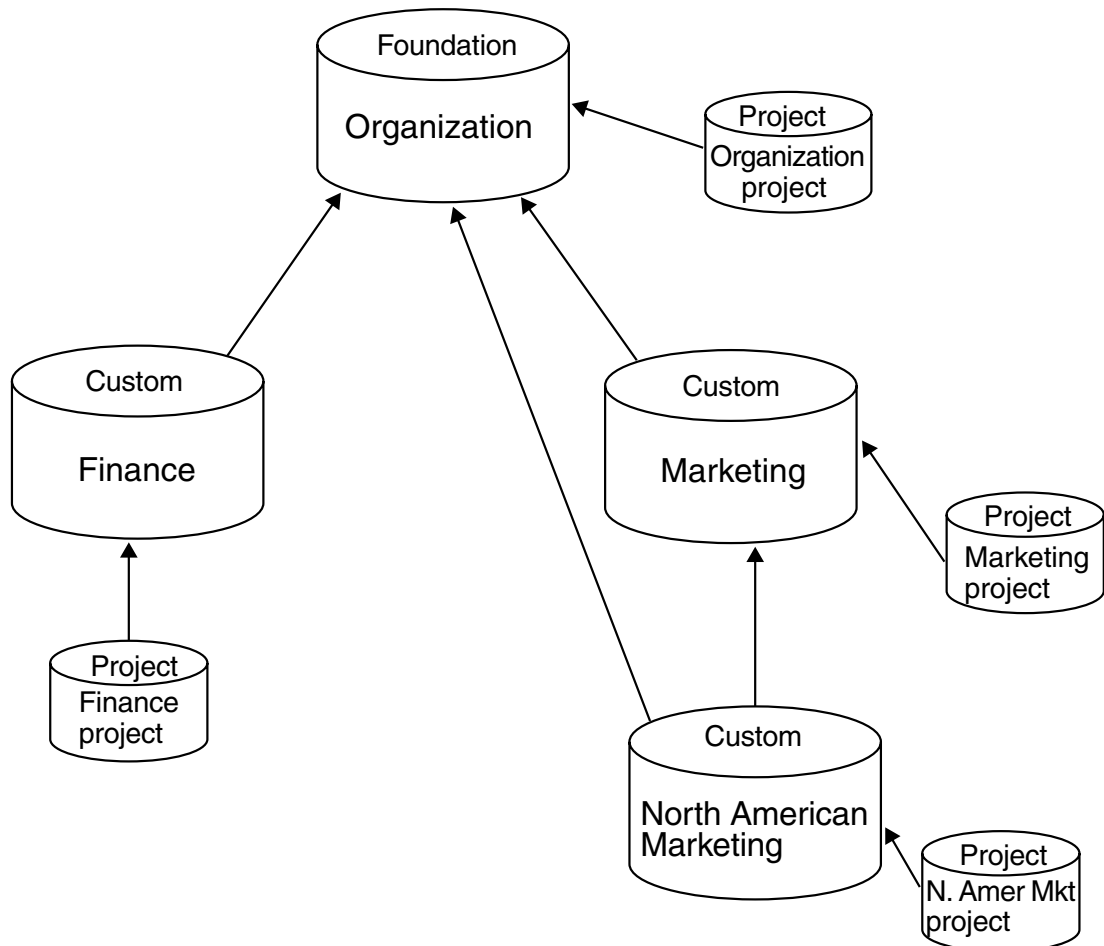 Foundation
Organization
Project
Organization
project
Custom
Finance
Custom
Marketing
Project
Marketing
project
Project
Finance
project
Custom
North American
Marketing
Project
N. Amer Mkt
project